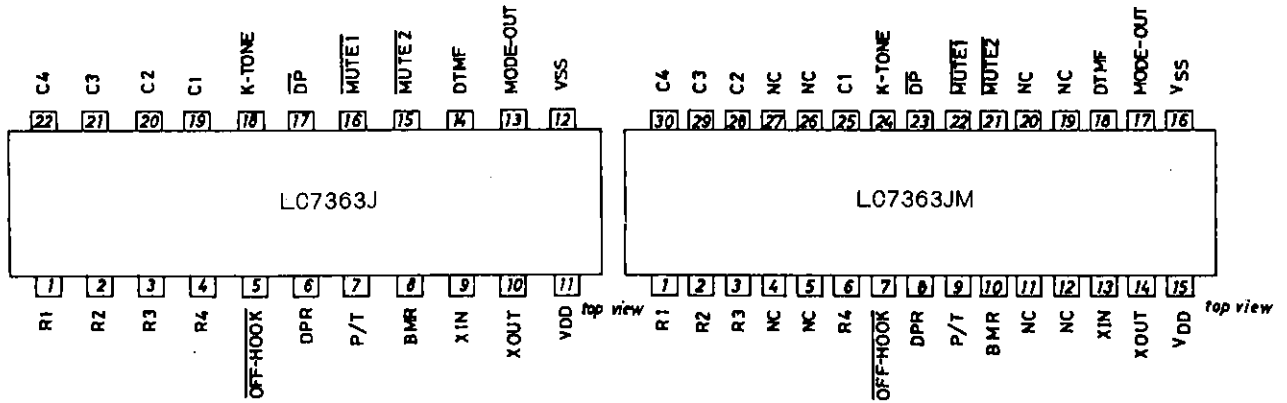 C4 C3 C2 C1 K-TONE DP MUTE1 MUTE2 DTMF MODE-OUT VSS
22 21 20 19 18 17 16 15 14 13 12
LC7363J
1 2 3 4 5 6 7 8 9 10 11
R1 R2 R3 R4 OFF-HOOK DPR P/T BMR XIN XOUT VDD
top view
C4 C3 C2 NC NC C1 K-TONE DP MUTE1 MUTE2 NC NC DTMF MODE-OUT VSS
30 29 28 27 26 25 24 23 22 21 20 19 18 17 16
LC7363JM
1 2 3 4 5 6 7 8 9 10 11 12 13 14 15
R1 R2 R3 NC NC R4 OFF-HOOK DPR P/T BMR NC NC XIN XOUT VDD
top view